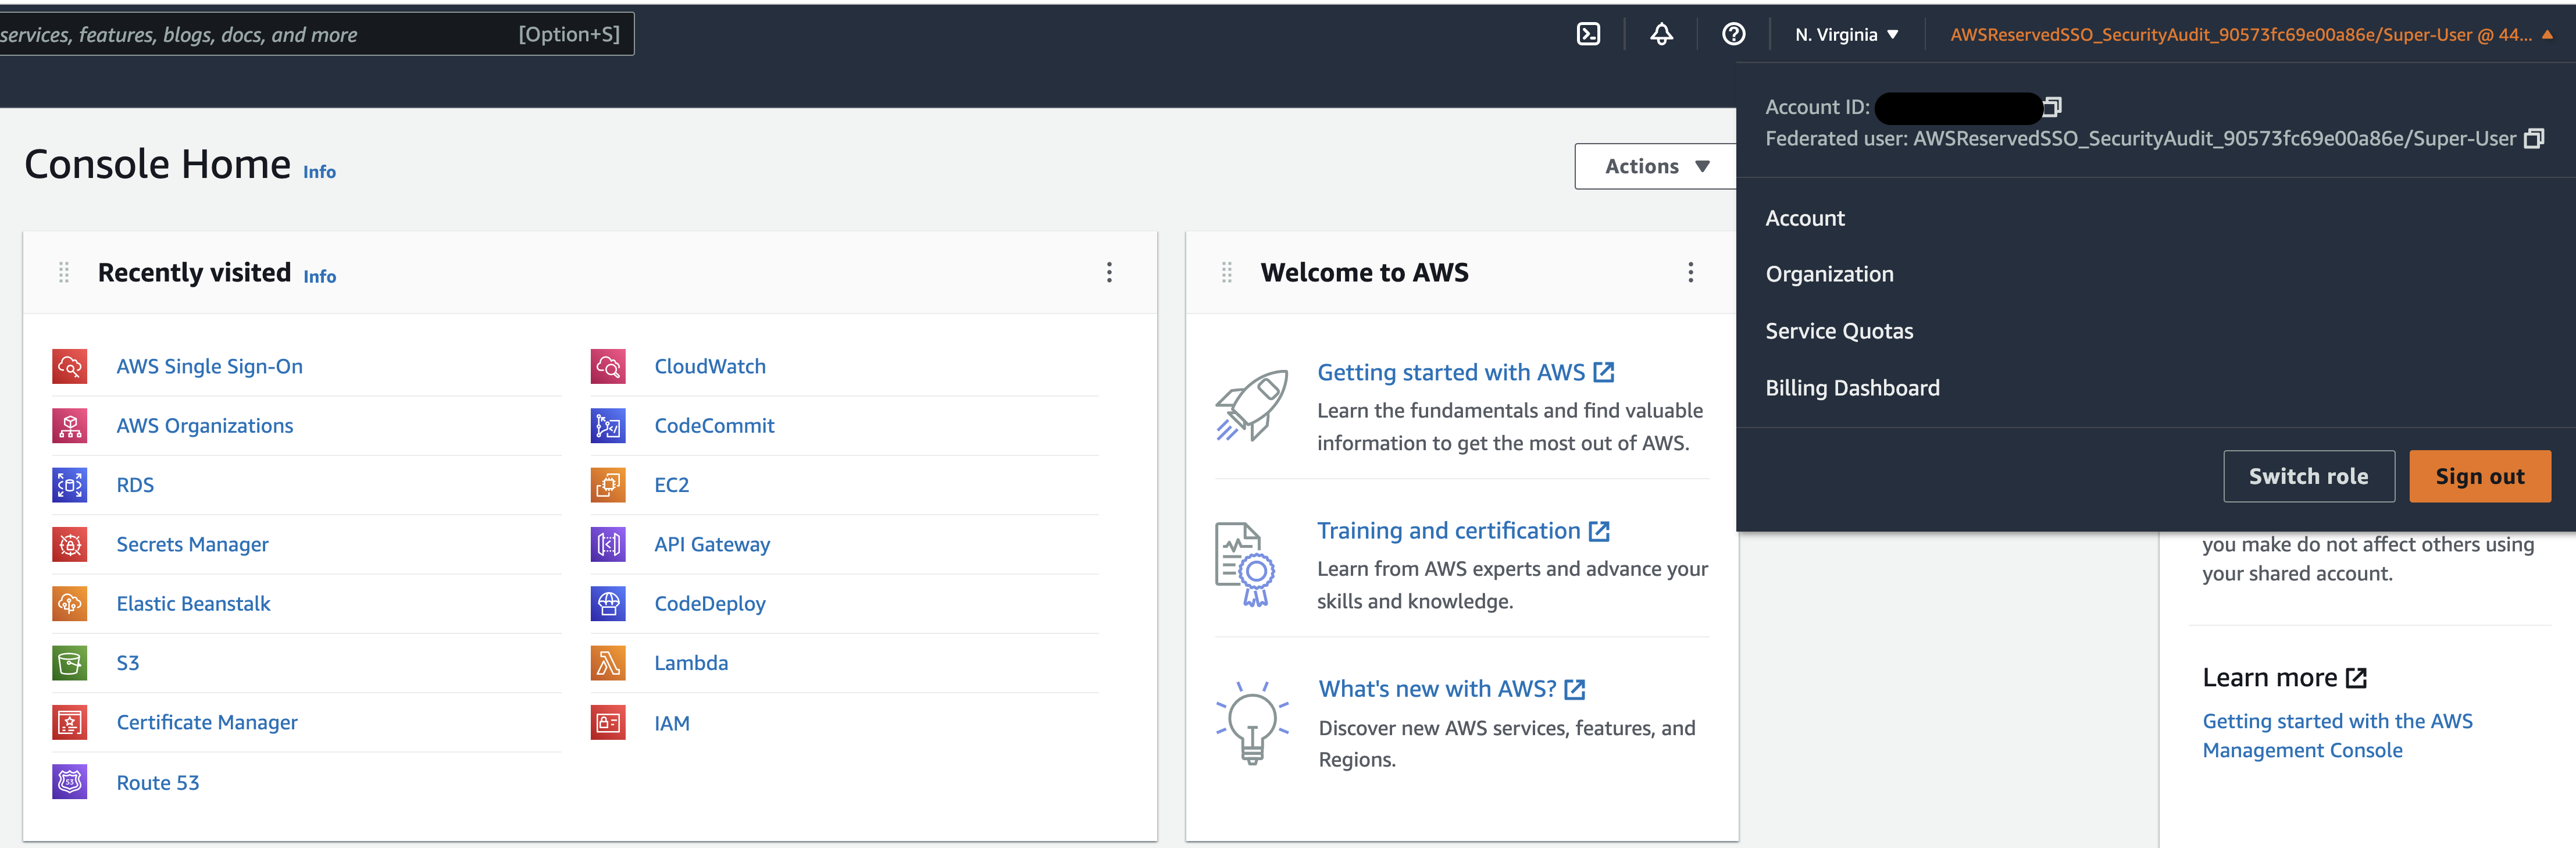 services, features, blogs, docs, and more [Option+S]
N. Virginia
AWSReservedSSO_SecurityAudit_90573fc69e00a86e/Super-User @ 44...
Account ID:
Federated user: AWSReservedSSO_SecurityAudit_90573fc69e00a86e/Super-User
Account
Organization
Service Quotas
Billing Dashboard
Switch role
Sign out
Console Home Info
Actions
Recently visited Info
AWS Single Sign-On
AWS Organizations
RDS
Secrets Manager
Elastic Beanstalk
S3
Certificate Manager
Route 53
CloudWatch
CodeCommit
EC2
API Gateway
CodeDeploy
Lambda
IAM
Welcome to AWS
Getting started with AWS
Learn the fundamentals and find valuable
information to get the most out of AWS.
Training and certification
Learn from AWS experts and advance your
skills and knowledge.
What's new with AWS?
Discover new AWS services, features, and
Regions.
you make do not affect others using
your shared account.
Learn more
Getting started with the AWS
Management Console